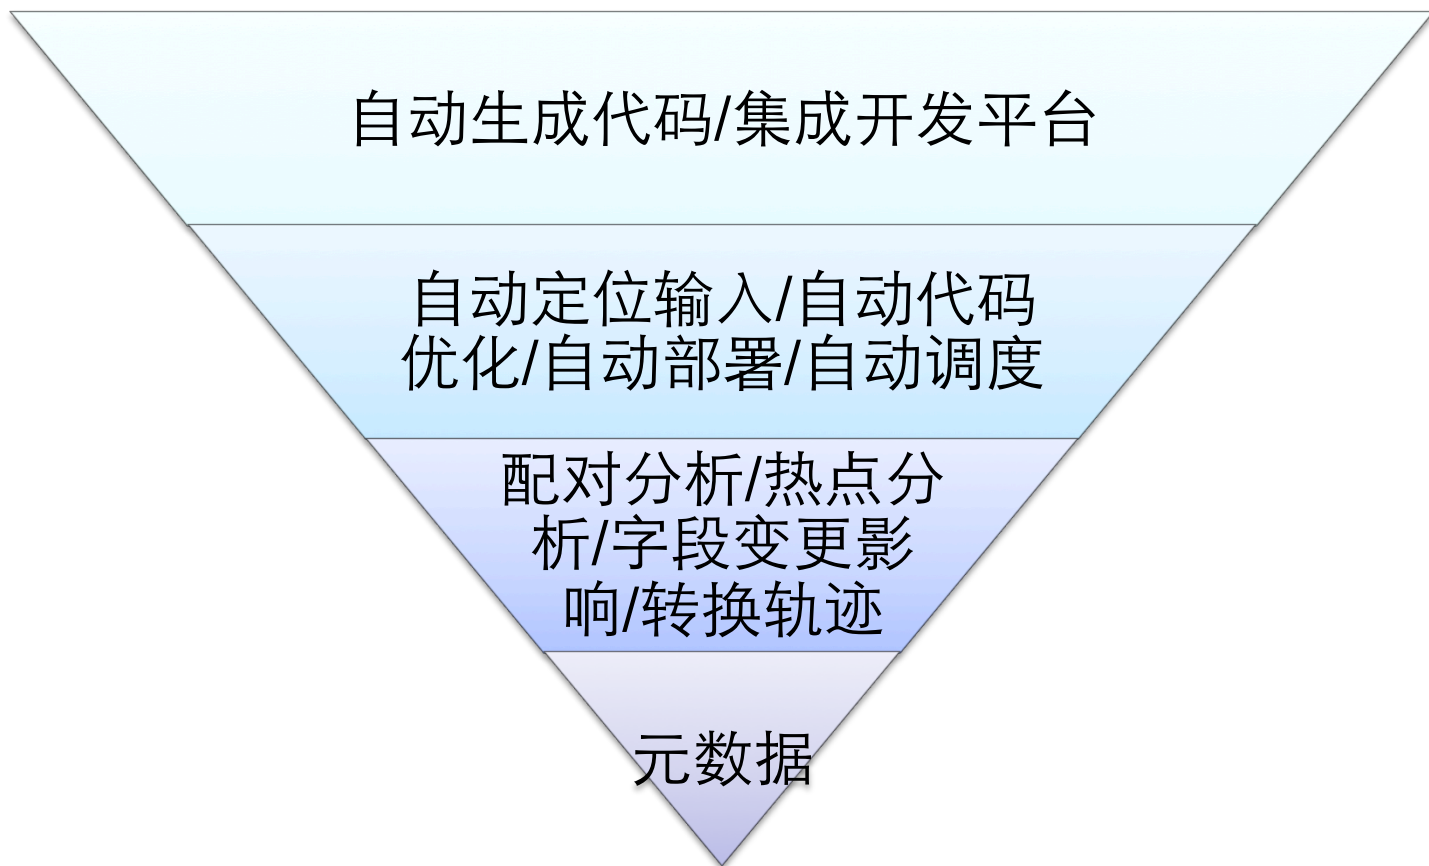 自动生成代码/集成开发平台
自动定位输入/自动代码
优化/自动部署/自动调度
配对分析/热点分
析/字段变更影
响/转换轨迹
元数据